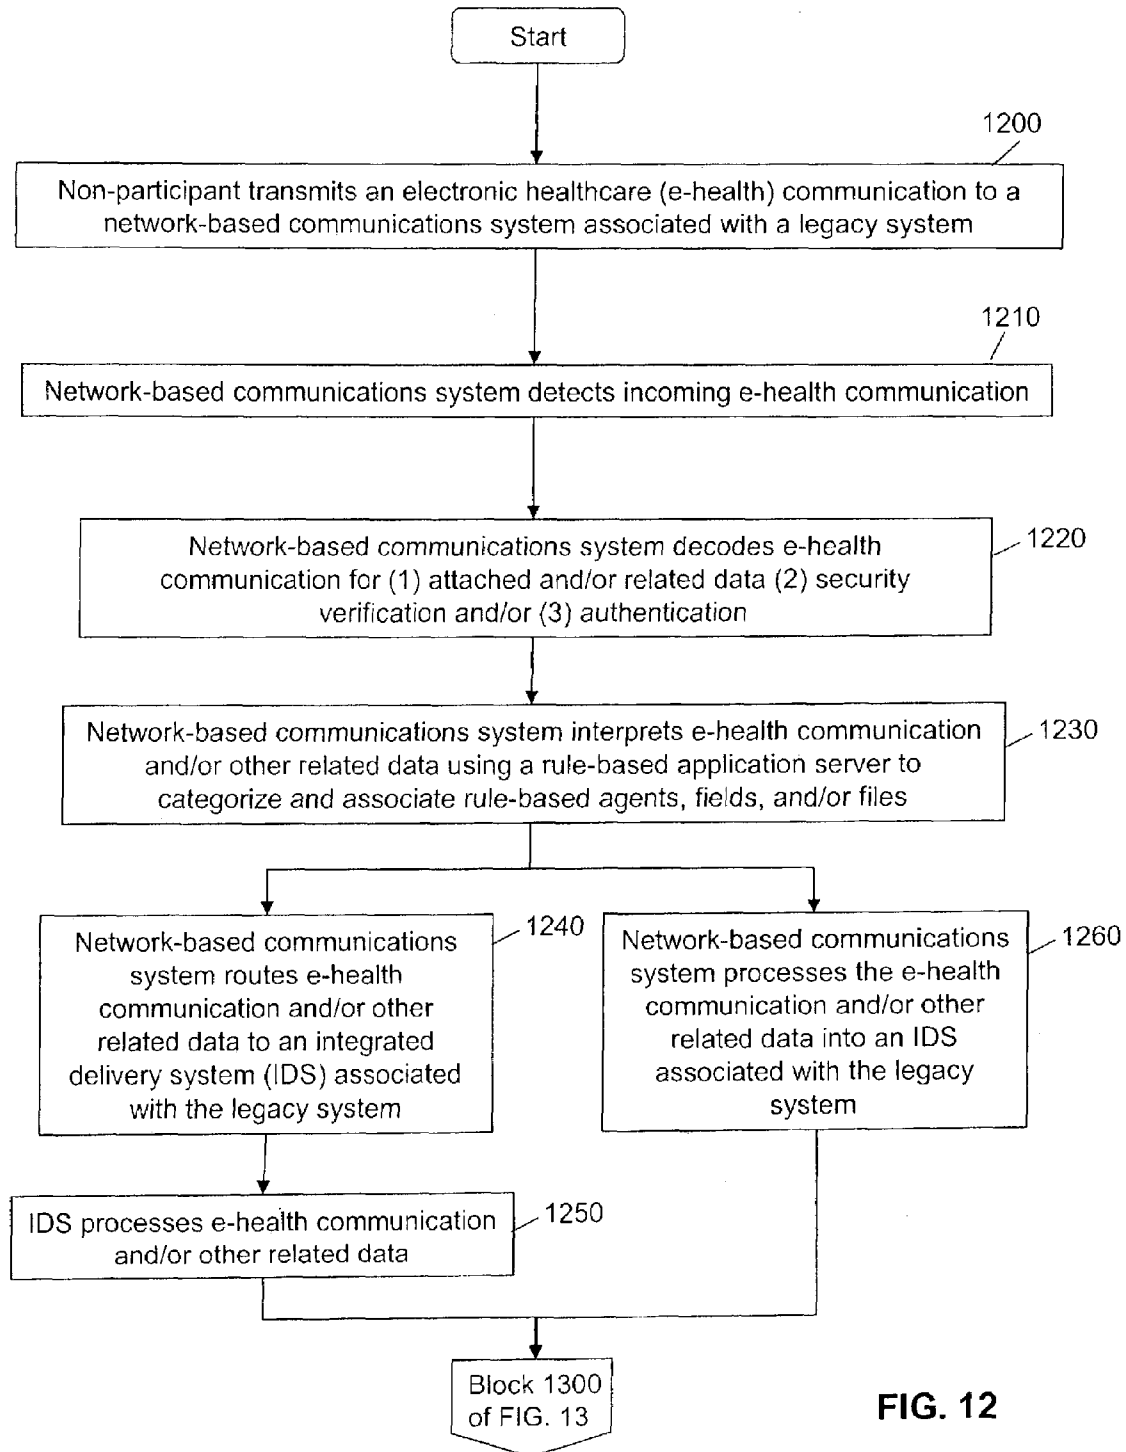 Start
1200
Non-participant transmits an electronic healthcare (e-health) communication to a
network-based communications system associated with a legacy system
1210
Network-based communications system detects incoming e-health communication
1220
Network-based communications system decodes e-health
communication for (1) attached and/or related data (2) security
verification and/or (3) authentication
1230
Network-based communications system interprets e-health communication
and/or other related data using a rule-based application server to
categorize and associate rule-based agents, fields, and/or files
1240
Network-based communications
system routes e-health
communication and/or other
related data to an integrated
delivery system (IDS) associated
with the legacy system
1260
Network-based communications
system processes the e-health
communication and/or other
related data into an IDS
associated with the legacy
system
1250
IDS processes e-health communication
and/or other related data
Block 1300
of FIG. 13
FIG. 12